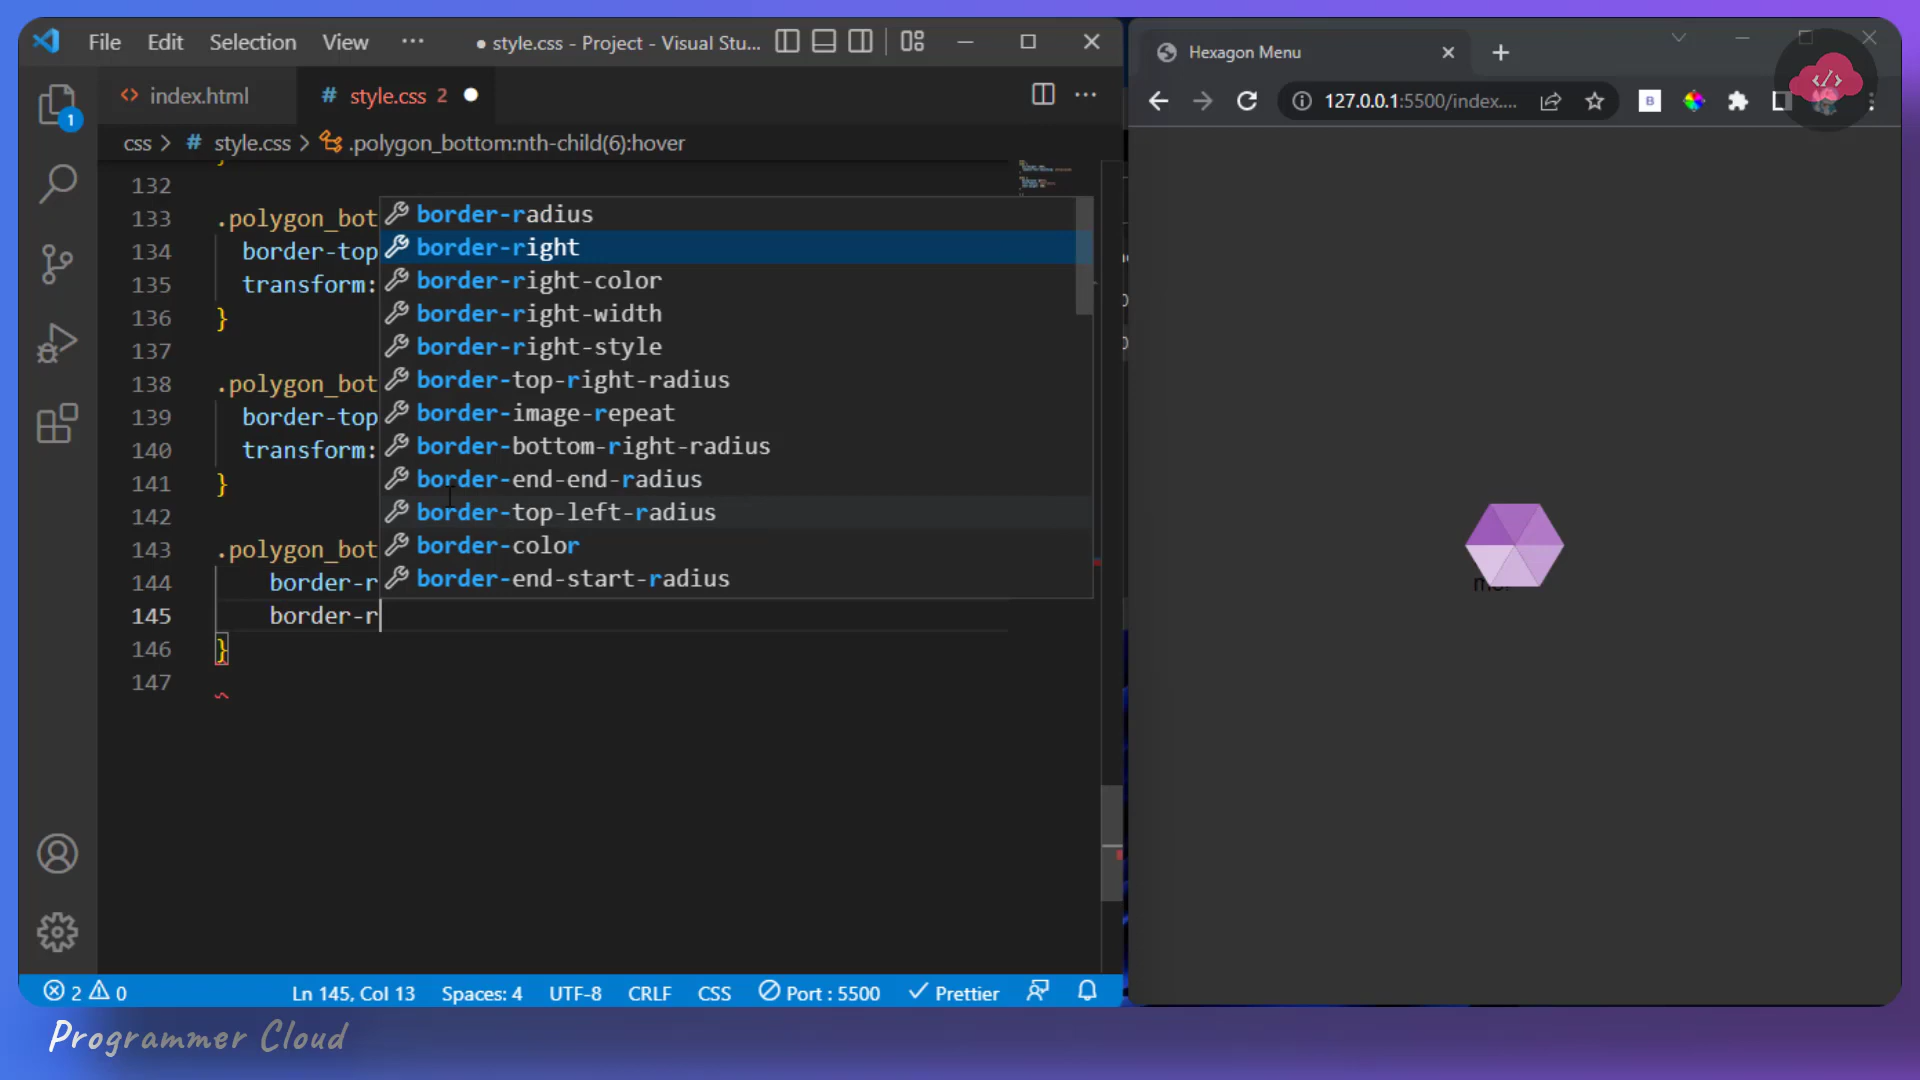 File Edit Selection View ··· ● style.css - Project - Visual Stu...
index.html # style.css 2 ●
css > # style.css > .polygon_bottom:nth-child(6):hover
132
133 .polygon_bot
134 border-top
135 transform:
136 }
137
138 .polygon_bot
139 border-top
140 transform:
141 }
142
143 .polygon_bot
144 border-r
145 border-r
146 }
147
border-radius
border-right
border-right-color
border-right-width
border-right-style
border-top-right-radius
border-image-repeat
border-bottom-right-radius
border-end-end-radius
border-top-left-radius
border-color
border-end-start-radius
1
2 0 Ln 145, Col 13 Spaces: 4 UTF-8 CRLF CSS Port : 5500 Prettier
Hexagon Menu
127.0.0.1:5500/index....
B
</>
Programmer Cloud